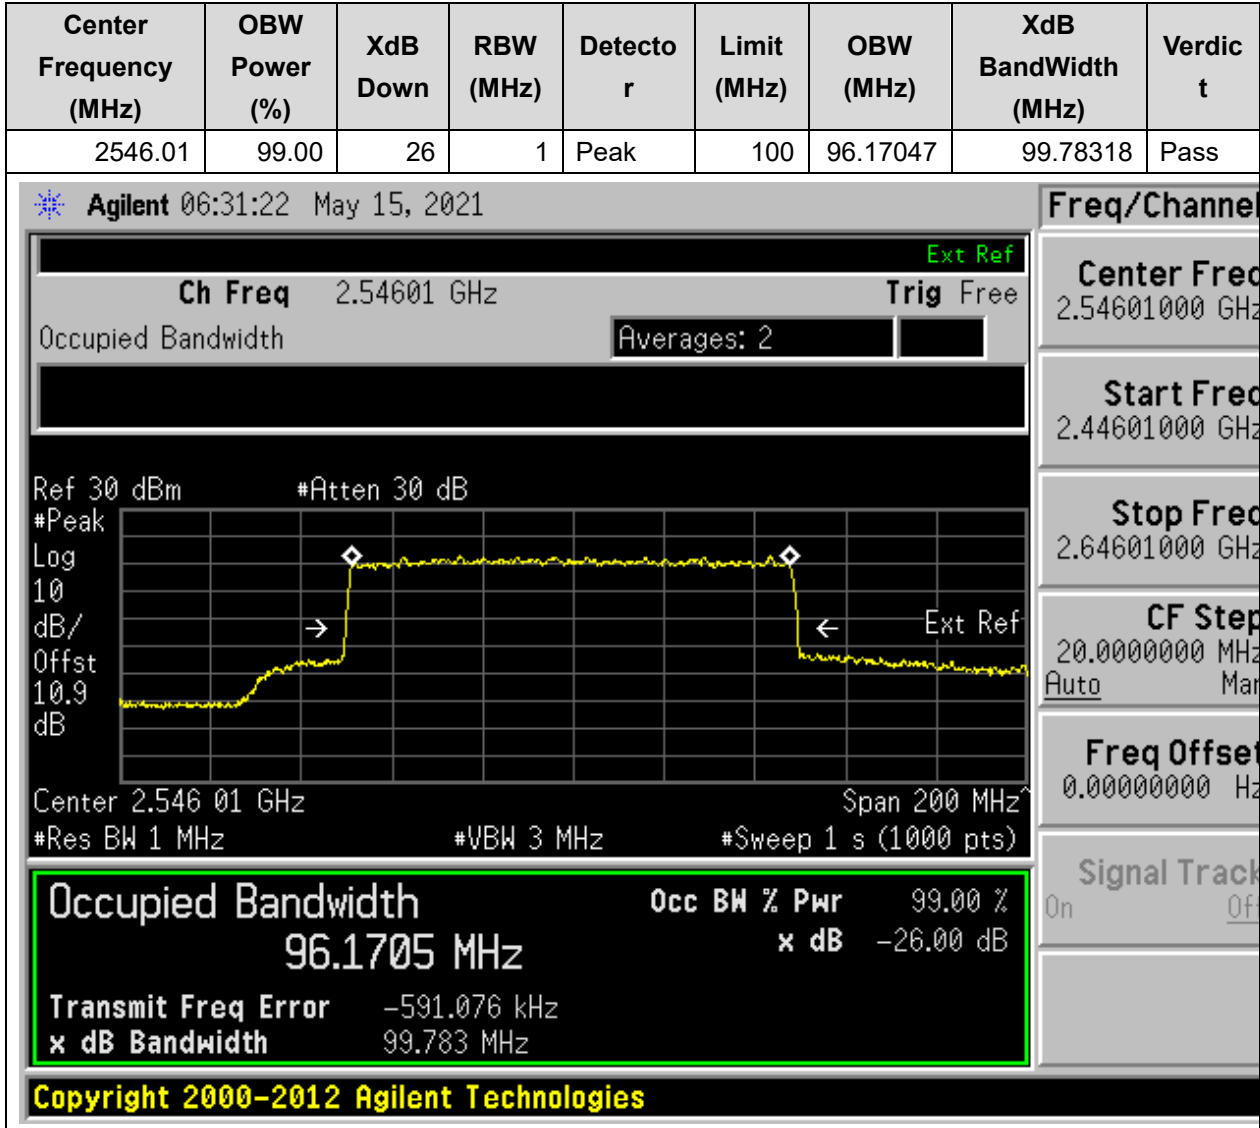 Center Frequency (MHz) OBW Power (%) XdB Down RBW (MHz) Detecto r Limit (MHz) OBW (MHz) XdB BandWidth (MHz) Verdic t
2546.01 99.00 26 1 Peak 100 96.17047 99.78318 Pass
Agilent 06:31:22 May 15, 2021
Freq/Channel
Ext Ref
Ch Freq 2.54601 GHz Trig Free
Occupied Bandwidth Averages: 2
Center Freq
2.54601000 GHz
Start Freq
2.44601000 GHz
Stop Freq
2.64601000 GHz
CF Step
20.0000000 MHz
Auto Man
Freq Offset
0.00000000 Hz
Signal Track
On Off
Ref 30 dBm #Atten 30 dB
#Peak
Log
10
dB/
Offst
10.9
dB
Ext Ref
Center 2.546 01 GHz Span 200 MHz^
#Res BW 1 MHz #VBW 3 MHz #Sweep 1 s (1000 pts)
Occupied Bandwidth
96.1705 MHz
Occ BW % Pwr 99.00 %
x dB -26.00 dB
Transmit Freq Error -591.076 kHz
x dB Bandwidth 99.783 MHz
Copyright 2000-2012 Agilent Technologies